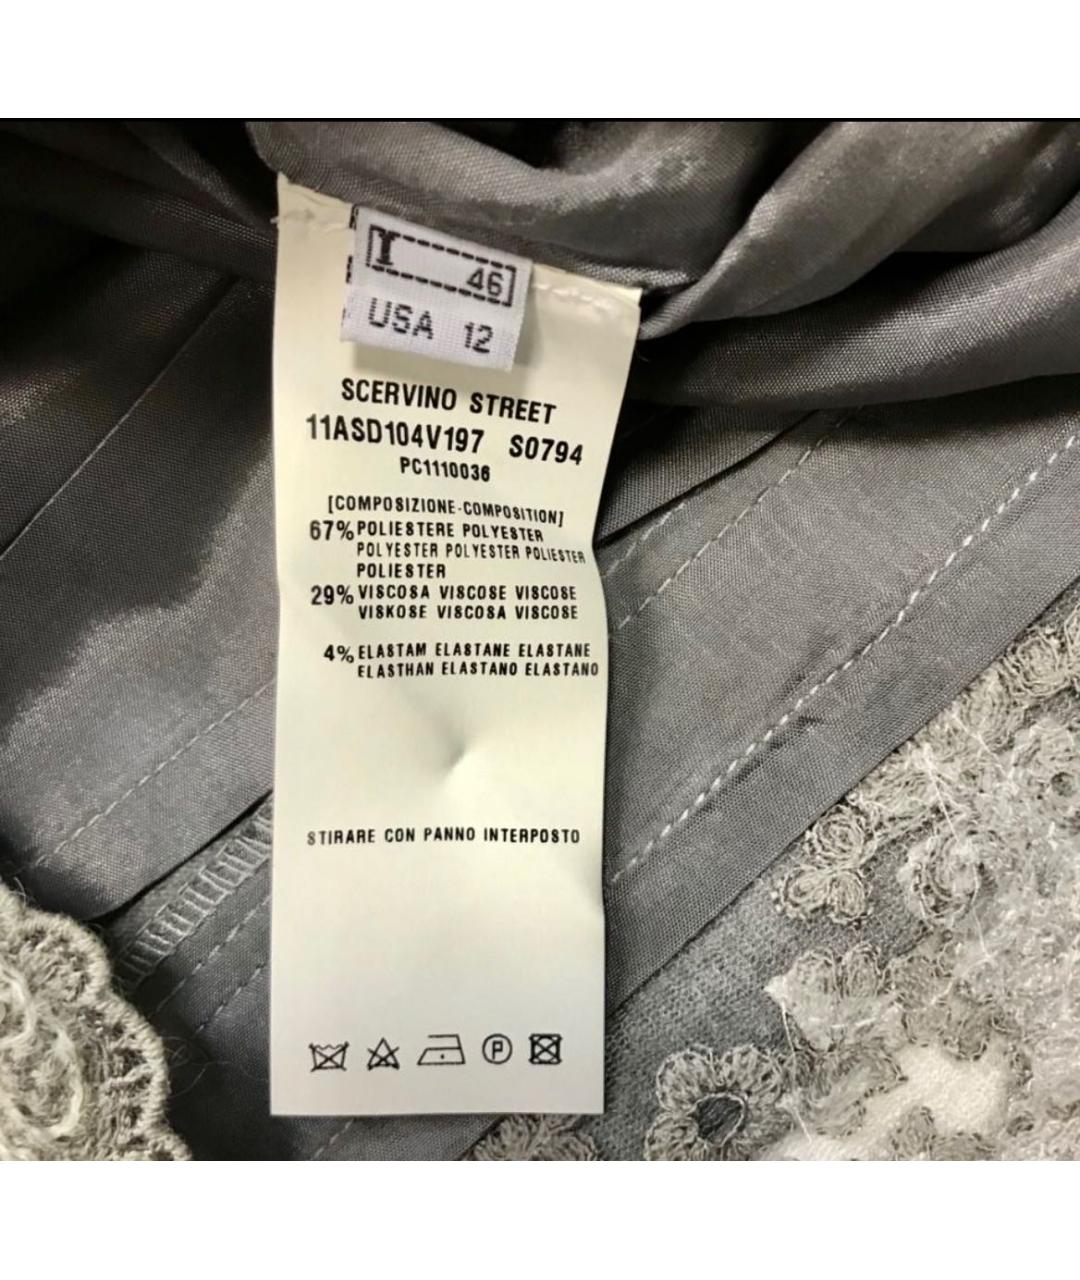 I 46
USA 12
SCERVINO STREET
11ASD104V197 S0794
PC1110036
[COMPOSIZIONE-COMPOSITION]
67% POLIESTERE POLYESTER
POLYESTER POLYESTER POLIESTER
POLIESTER
29% VISCOSA VISCOSE VISCOSE
VISKOSE VISCOSA VISCOSE
4% ELASTAM ELASTANE ELASTANE
ELASTHAN ELASTANO ELASTANO
STIRARE CON PANNO INTERPOSTO
P